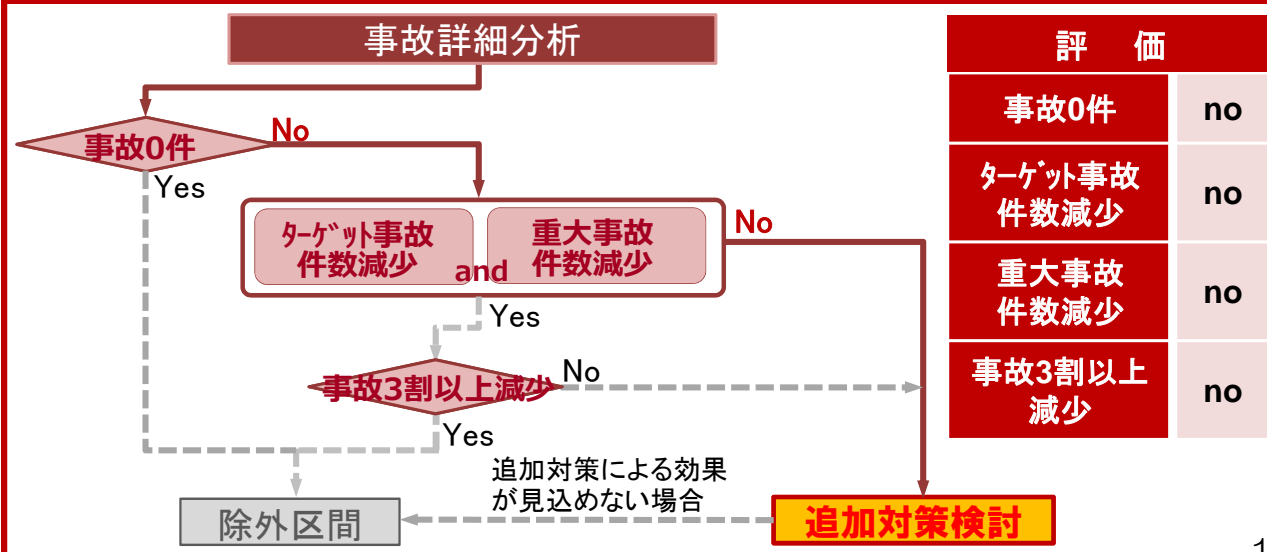 事故詳細分析
事故0件
No
Yes
ターゲット事故
件数減少
and
重大事故
件数減少
No
Yes
事故3割以上減少
No
Yes
追加対策による効果
が見込めない場合
除外区間
追加対策検討
評 価
事故0件 no
ターゲット事故
件数減少 no
重大事故
件数減少 no
事故3割以上
減少 no
1